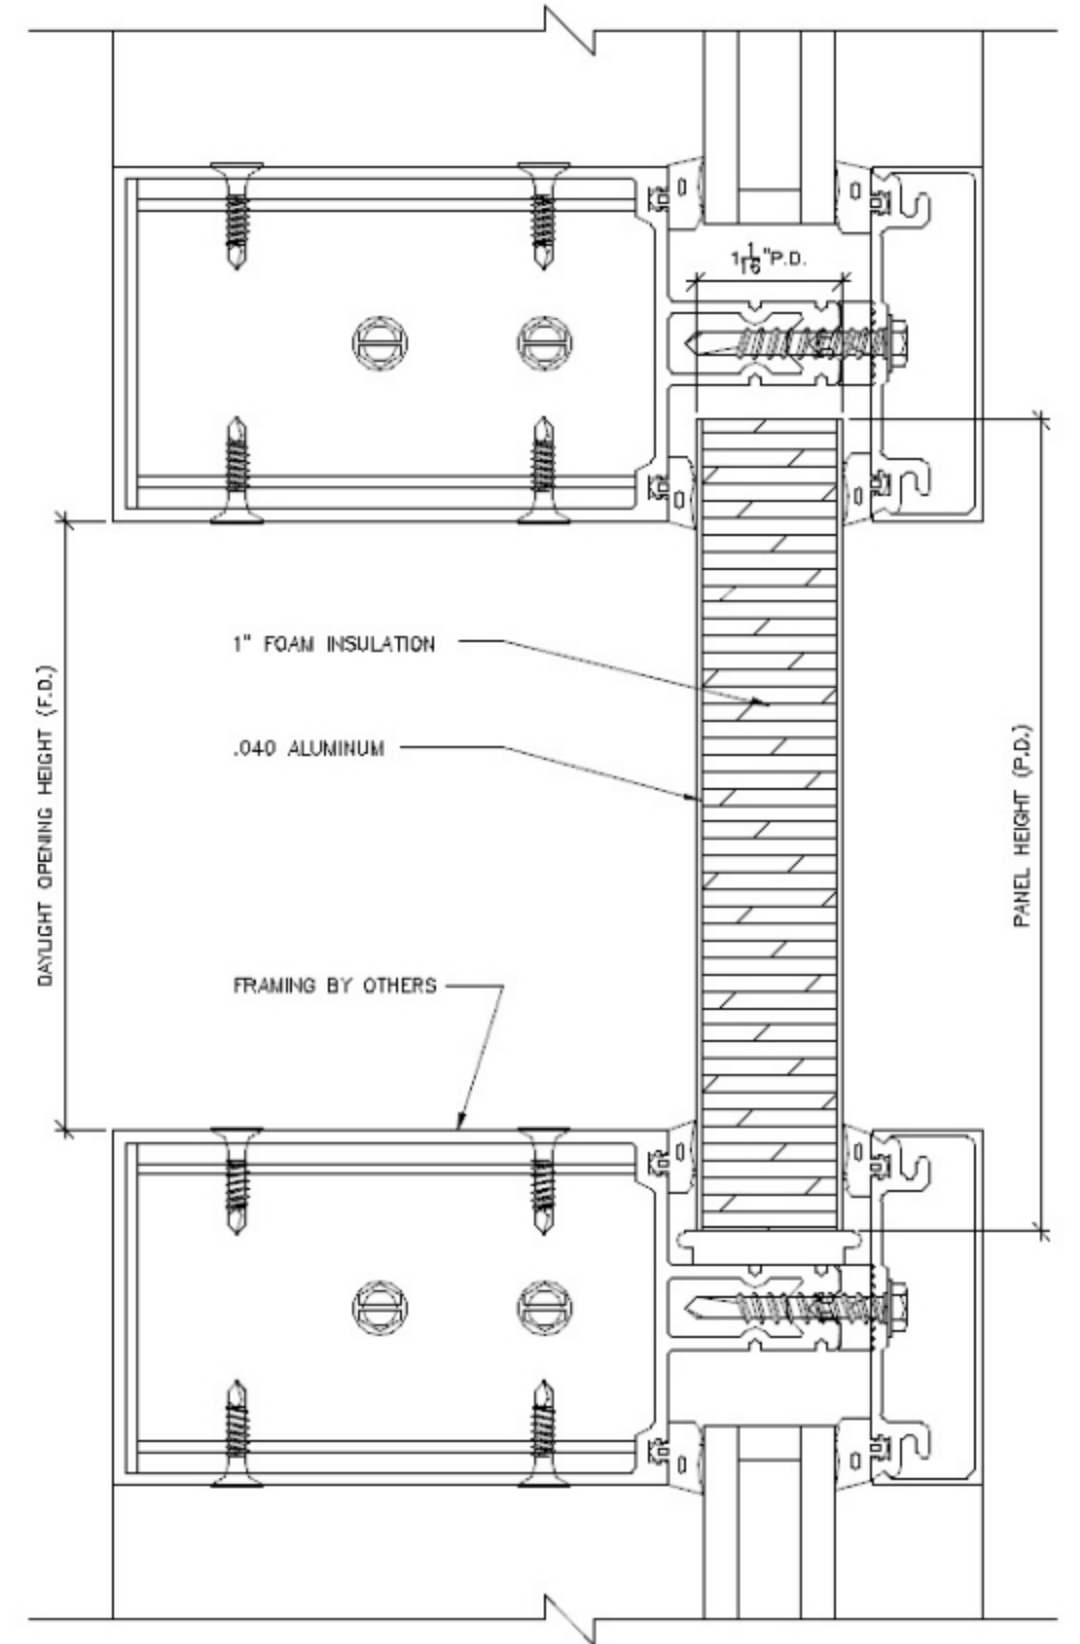 1 1/16" P.D.
1" FOAM INSULATION
.040 ALUMINUM
DAYLIGHT OPENING HEIGHT (F.D.)
PANEL HEIGHT (P.D.)
FRAMING BY OTHERS